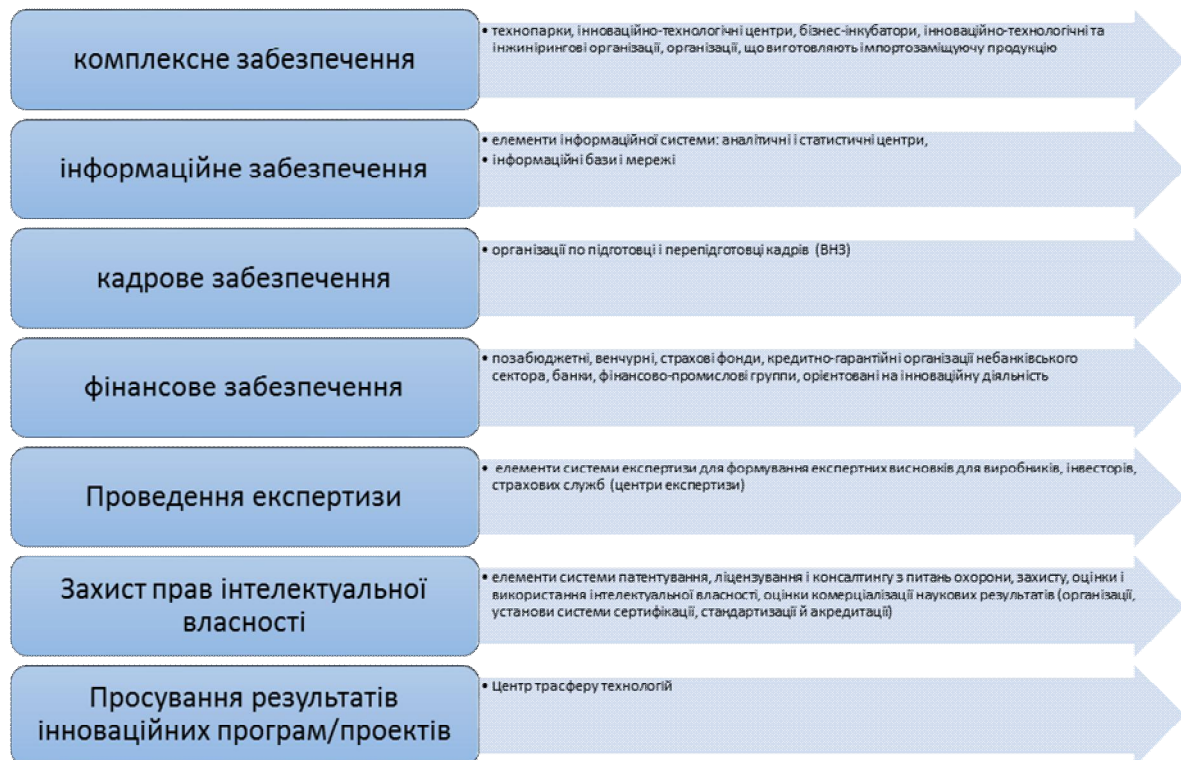 комплексне забезпечення
• технопарки, інноваційно-технологічні центри, бізнес-інкубатори, інноваційно-технологічні та
інжинірингові організації, організації, що виготовляють імпортозаміщуючу продукцію
інформаційне забезпечення
• елементи інформаційної системи: аналітичні і статистичні центри,
• інформаційні бази і мережі
кадрове забезпечення
• організації по підготовці і перепідготовці кадрів (ВНЗ)
фінансове забезпечення
• позабюджетні, венчурні, страхові фонди, кредитно-гарантійні організації небанківського
сектора, банки, фінансово-промислові группи, орієнтовані на інноваційну діяльність
Проведення експертизи
• елементи системи експертизи для формування експертних висновків для виробників, інвесторів,
страхових служб (центри експертизи)
Захист прав інтелектуальної
власності
• елементи системи патентування, ліцензування і консалтингу з питань охорони, захисту, оцінки і
використання інтелектуальної власності, оцінки комерціалізації наукових результатів (організації,
установи системи сертифікації, стандартизації й акредитації)
Просування результатів
інноваційних програм/проектів
• Центр трасферу технологій